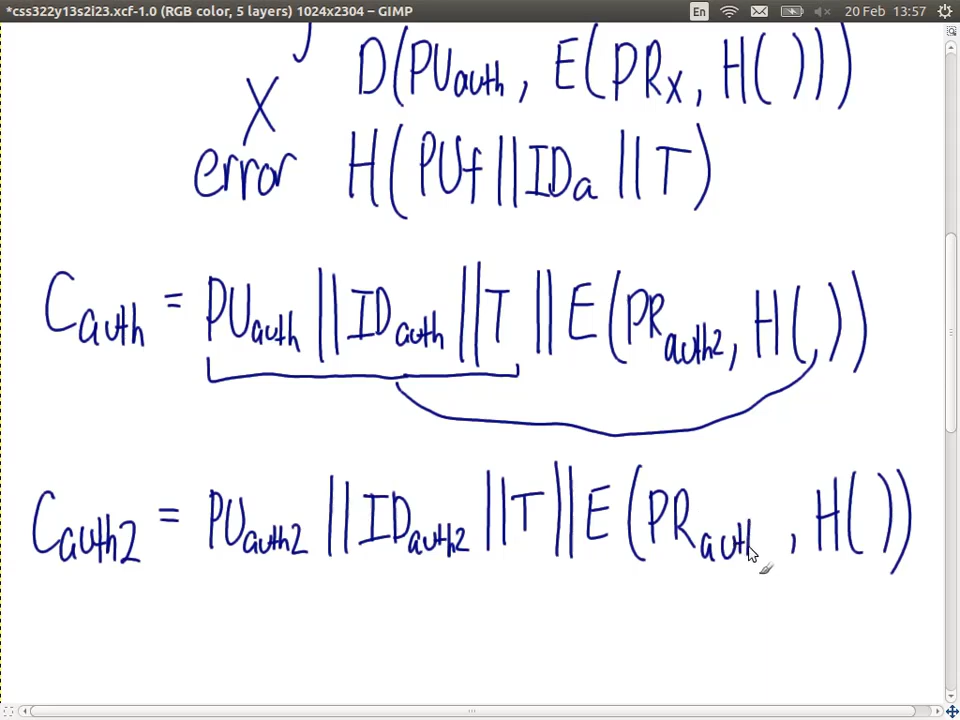 *css322y13s2i23.xcf-1.0 (RGB color, 5 layers) 1024x2304 – GIMP En 20 Feb 13:57
D(PUauth, E(PRx, H()))
X
error H(PUf||IDa||T)
Cauth = PUauth||IDauth||T||E(PRauth2, H(,))
Cauth2 = PUauth2||IDauth2||T||E(PRauth, H())